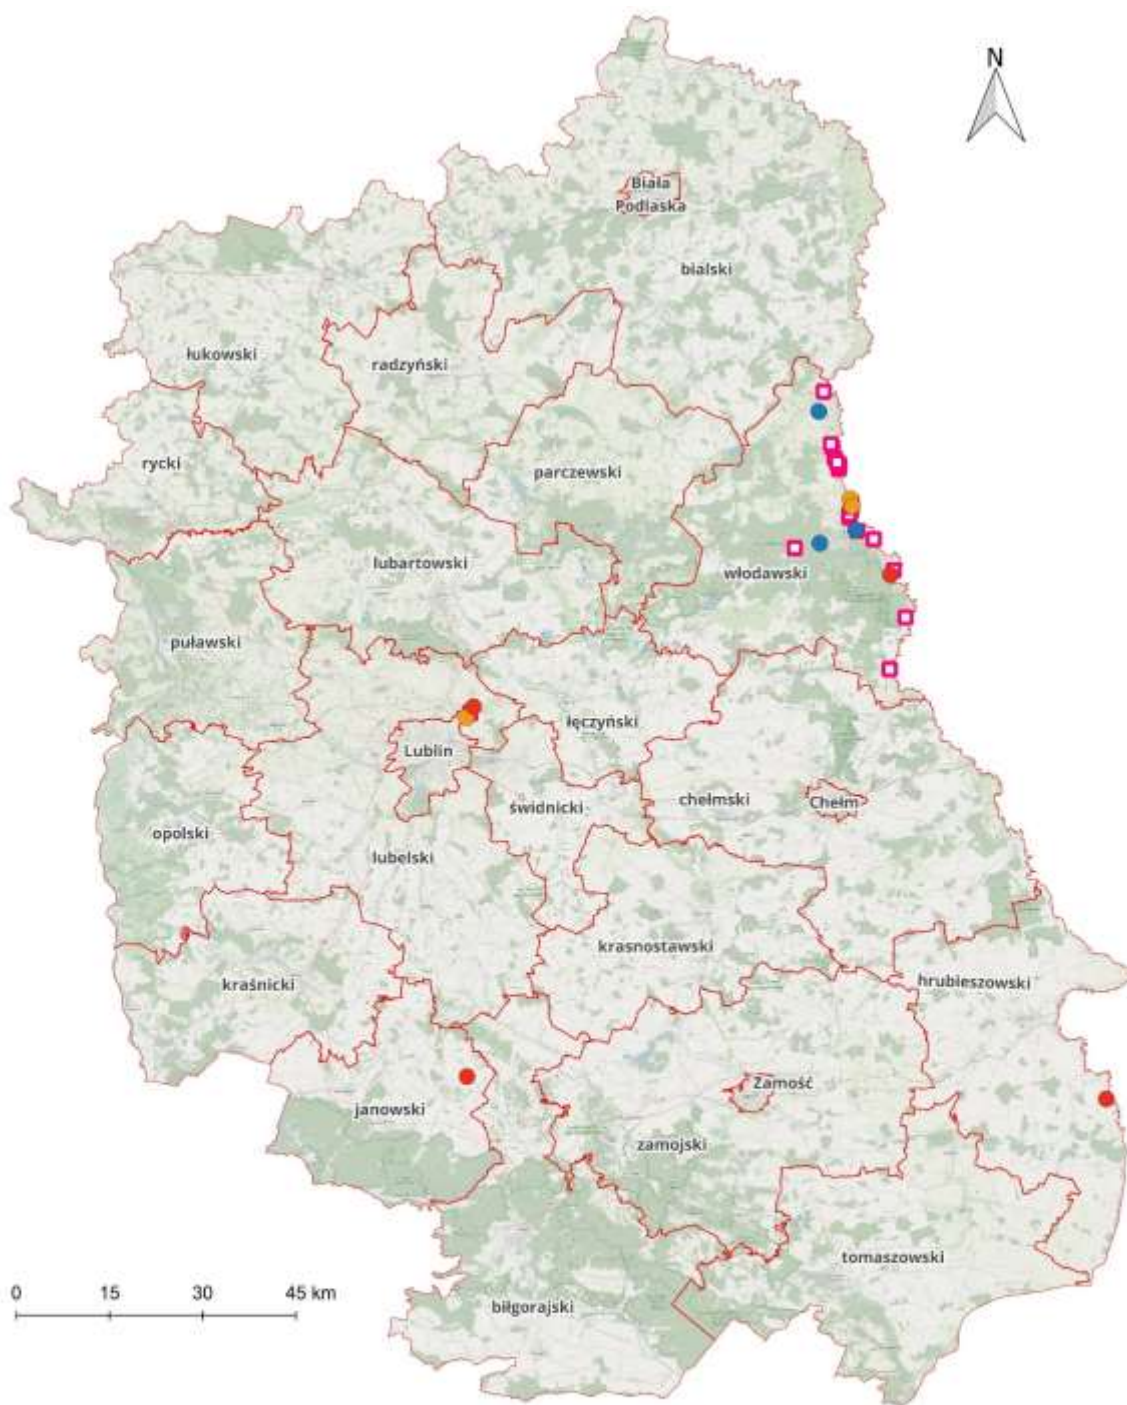 N
Biała
Podlaska
bialski
łukowski
radzyński
rycki
parczewski
lubartowski
włodawski
puławski
łęczyński
Lublin
chełmski
Chełm
świdnicki
opolski
lubelski
krasnostawski
kraśnicki
hrubieszowski
janowski
Zamość
zamojski
tomaszowski
biłgorajski
0 15 30 45 km